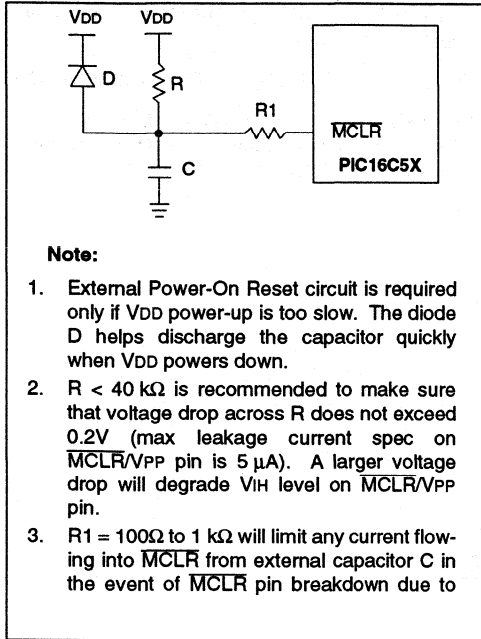 VDD VDD
D R
R1
MCLR
PIC16C5X
C
Note:
1. External Power-On Reset circuit is required
only if VDD power-up is too slow. The diode
D helps discharge the capacitor quickly
when VDD powers down.
2. R < 40 kΩ is recommended to make sure
that voltage drop across R does not exceed
0.2V (max leakage current spec on
MCLR/VPP pin is 5 µA). A larger voltage
drop will degrade VIH level on MCLR/VPP
pin.
3. R1 = 100Ω to 1 kΩ will limit any current flow-
ing into MCLR from external capacitor C in
the event of MCLR pin breakdown due to